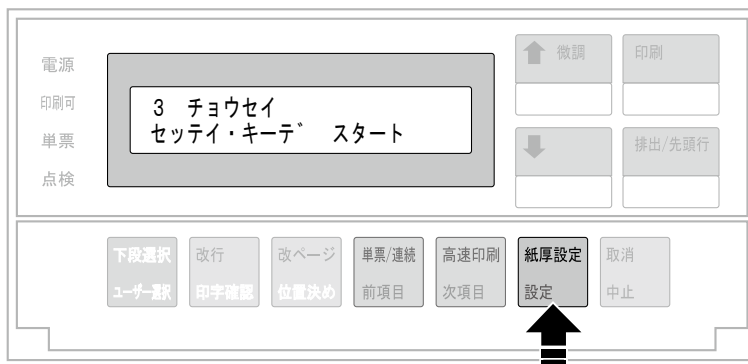 電源
印刷可
単票
点検
3 チョウセイ
セッテイ・キーデ スタート
微調
印刷
排出/先頭行
下段選択
ユーザー選択
改行
印字確認
改ページ
位置決め
単票/連続
前項目
高速印刷
次項目
紙厚設定
設定
取消
中止